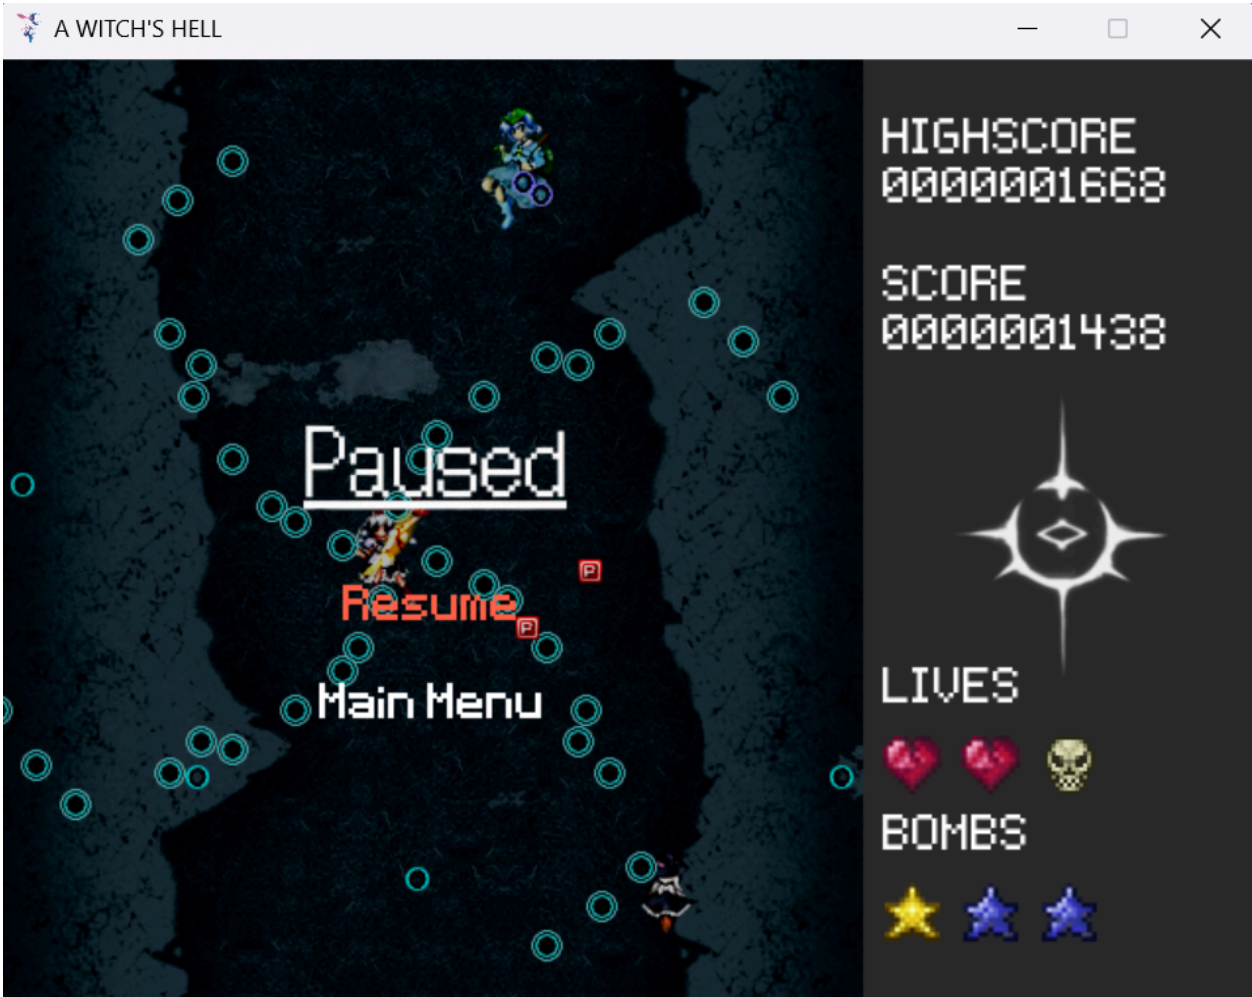 A WITCH'S HELL
HIGHSCORE
0000001668
SCORE
0000001438
Paused
P
Resume
P
Main Menu
LIVES
BOMBS